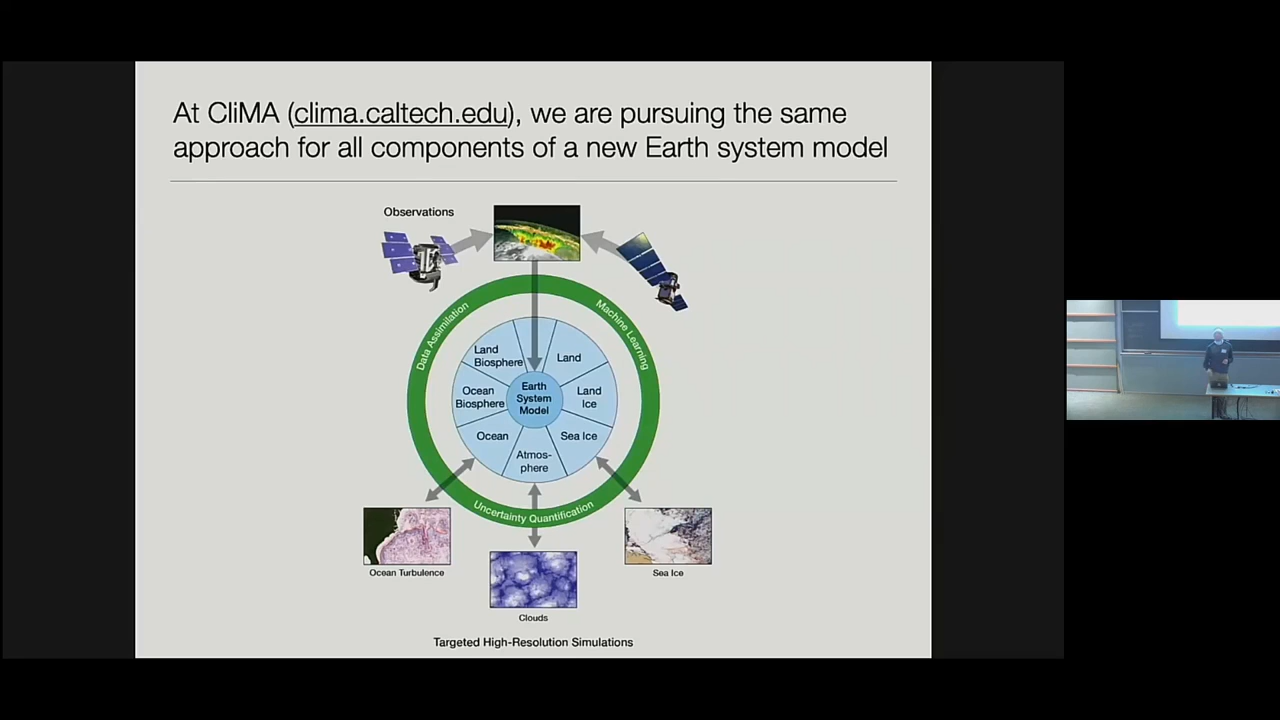 At CliMA (clima.caltech.edu), we are pursuing the same
approach for all components of a new Earth system model
Observations
Data Assimilation
Machine Learning
Land
Biosphere
Land
Ocean
Biosphere
Earth
System
Model
Land
Ice
Ocean
Sea Ice
Atmos-
phere
Uncertainty Quantification
Ocean Turbulence
Sea Ice
Clouds
Targeted High-Resolution Simulations